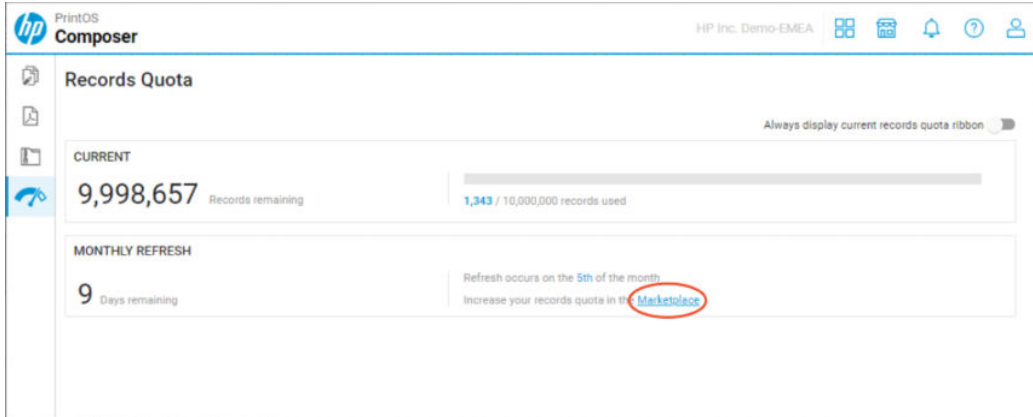 hp
PrintOS
Composer
HP Inc. Demo-EMEA
Records Quota
Always display current records quota ribbon
CURRENT
9,998,657 Records remaining
1,343 / 10,000,000 records used
MONTHLY REFRESH
9 Days remaining
Refresh occurs on the 5th of the month
Increase your records quota in the Marketplace